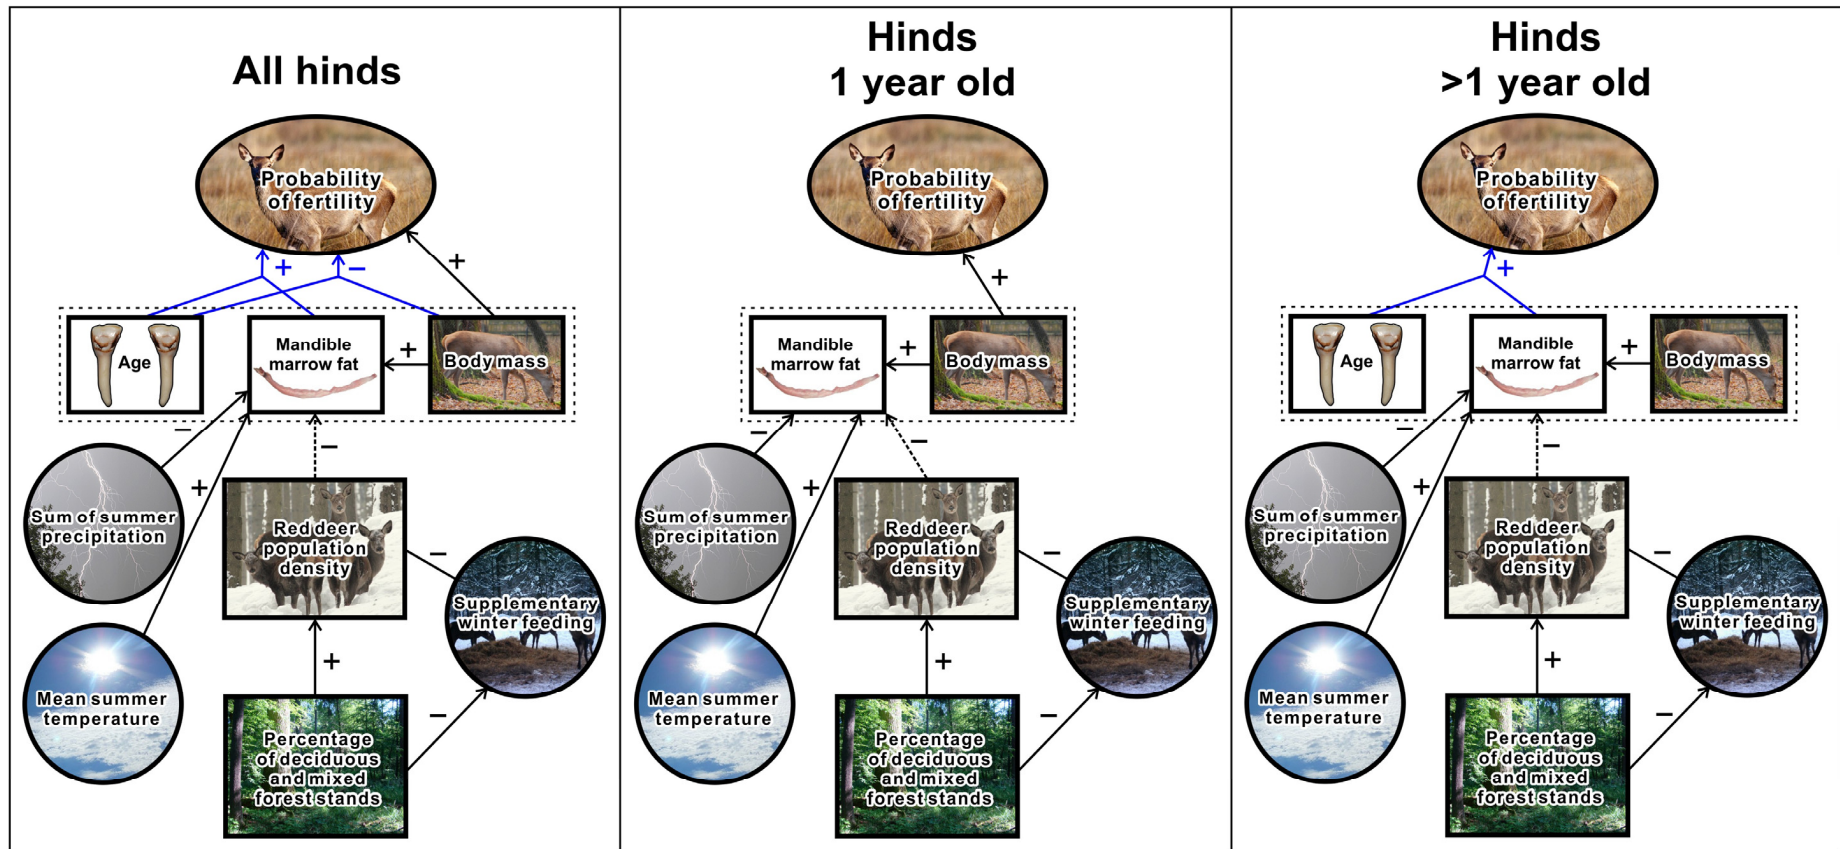 All hinds
Probability
of fertility
+
−
+
Age
Mandible
marrow fat
+
Body mass
−
+
−
Sum of summer
precipitation
Red deer
population
density
−
Supplementary
winter feeding
Mean summer
temperature
+
−
Percentage
of deciduous
and mixed
forest stands
Hinds
1 year old
Probability
of fertility
+
Mandible
marrow fat
+
Body mass
−
+
−
Sum of summer
precipitation
Red deer
population
density
−
Supplementary
winter feeding
Mean summer
temperature
+
−
Percentage
of deciduous
and mixed
forest stands
Hinds
>1 year old
Probability
of fertility
+
Age
Mandible
marrow fat
+
Body mass
−
+
−
Sum of summer
precipitation
Red deer
population
density
−
Supplementary
winter feeding
Mean summer
temperature
+
−
Percentage
of deciduous
and mixed
forest stands